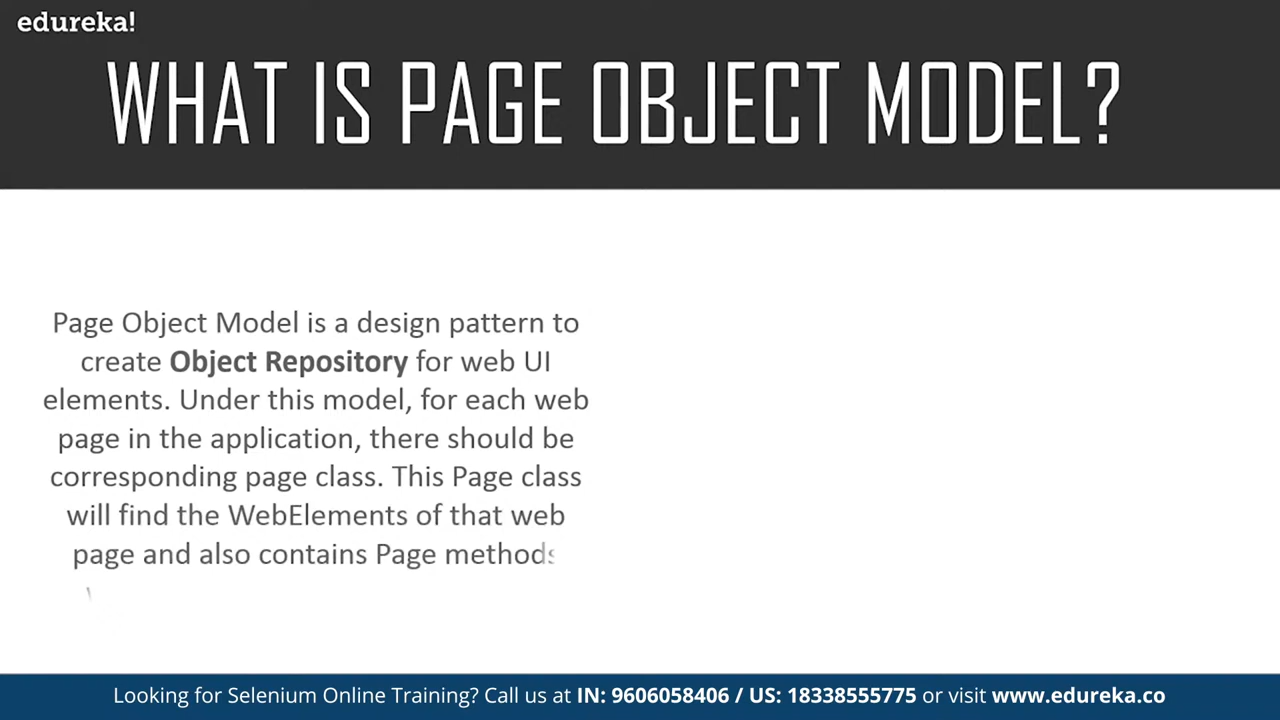 edureka!
WHAT IS PAGE OBJECT MODEL?
Page Object Model is a design pattern to
create Object Repository for web UI
elements. Under this model, for each web
page in the application, there should be
corresponding page class. This Page class
will find the WebElements of that web
page and also contains Page methods
Looking for Selenium Online Training? Call us at IN: 9606058406 / US: 18338555775 or visit www.edureka.co